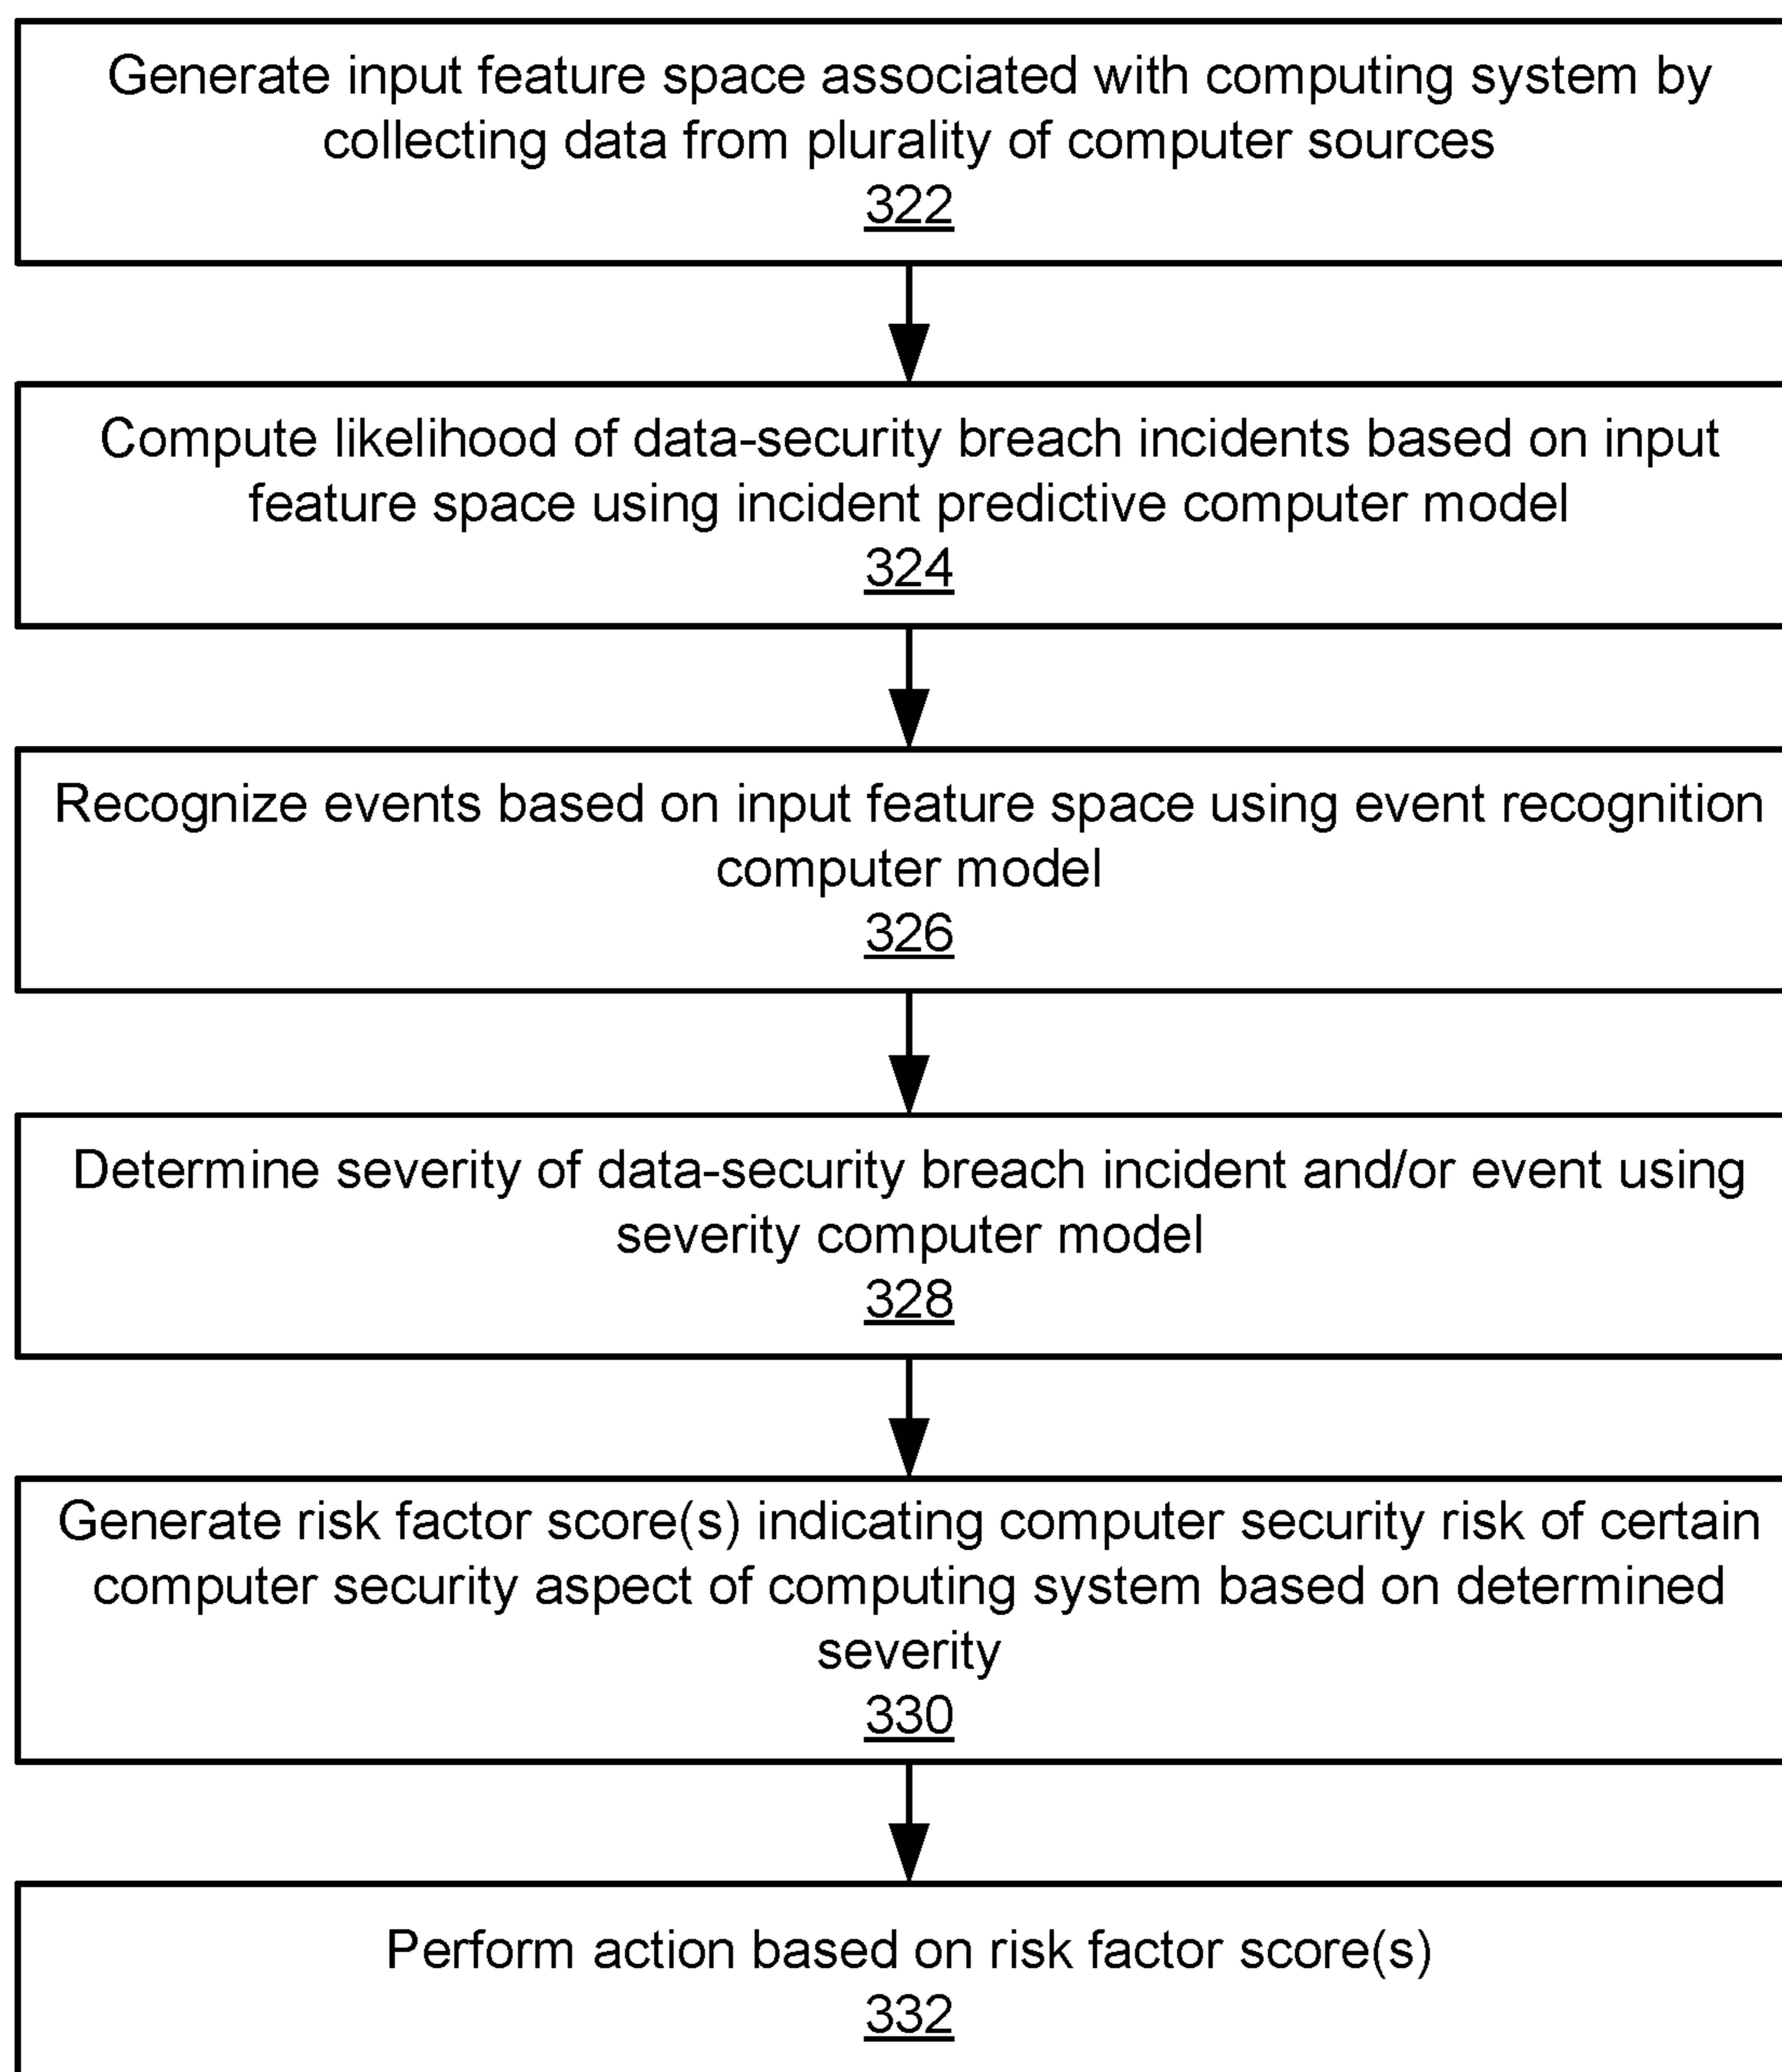 Generate input feature space associated with computing system by
collecting data from plurality of computer sources
322
Compute likelihood of data-security breach incidents based on input
feature space using incident predictive computer model
324
Recognize events based on input feature space using event recognition
computer model
326
Determine severity of data-security breach incident and/or event using
severity computer model
328
Generate risk factor score(s) indicating computer security risk of certain
computer security aspect of computing system based on determined
severity
330
Perform action based on risk factor score(s)
332